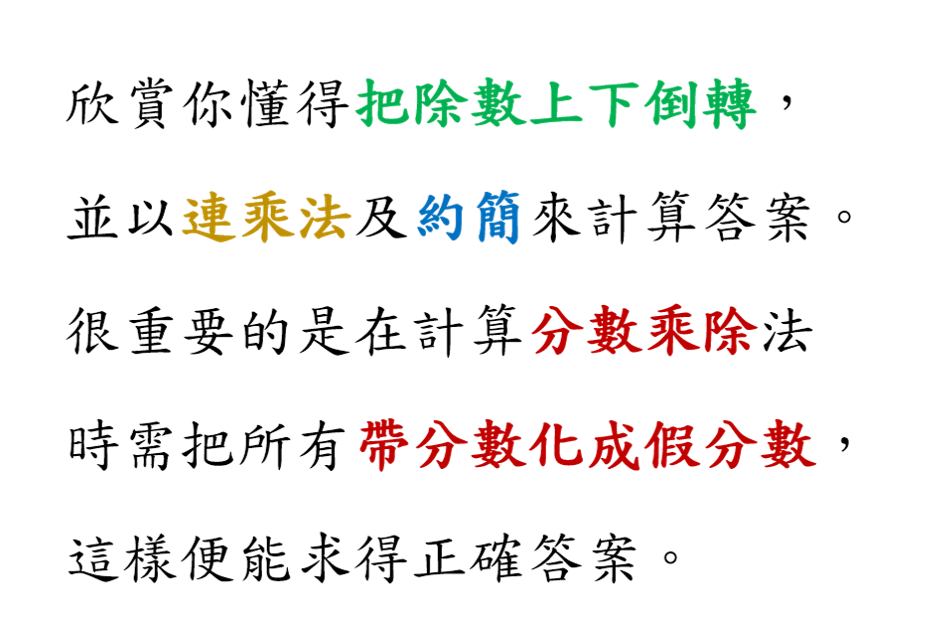 欣賞你懂得把除數上下倒轉，
並以連乘法及約簡來計算答案。
很重要的是在計算分數乘除法
時需把所有帶分數化成假分數，
這樣便能求得正確答案。